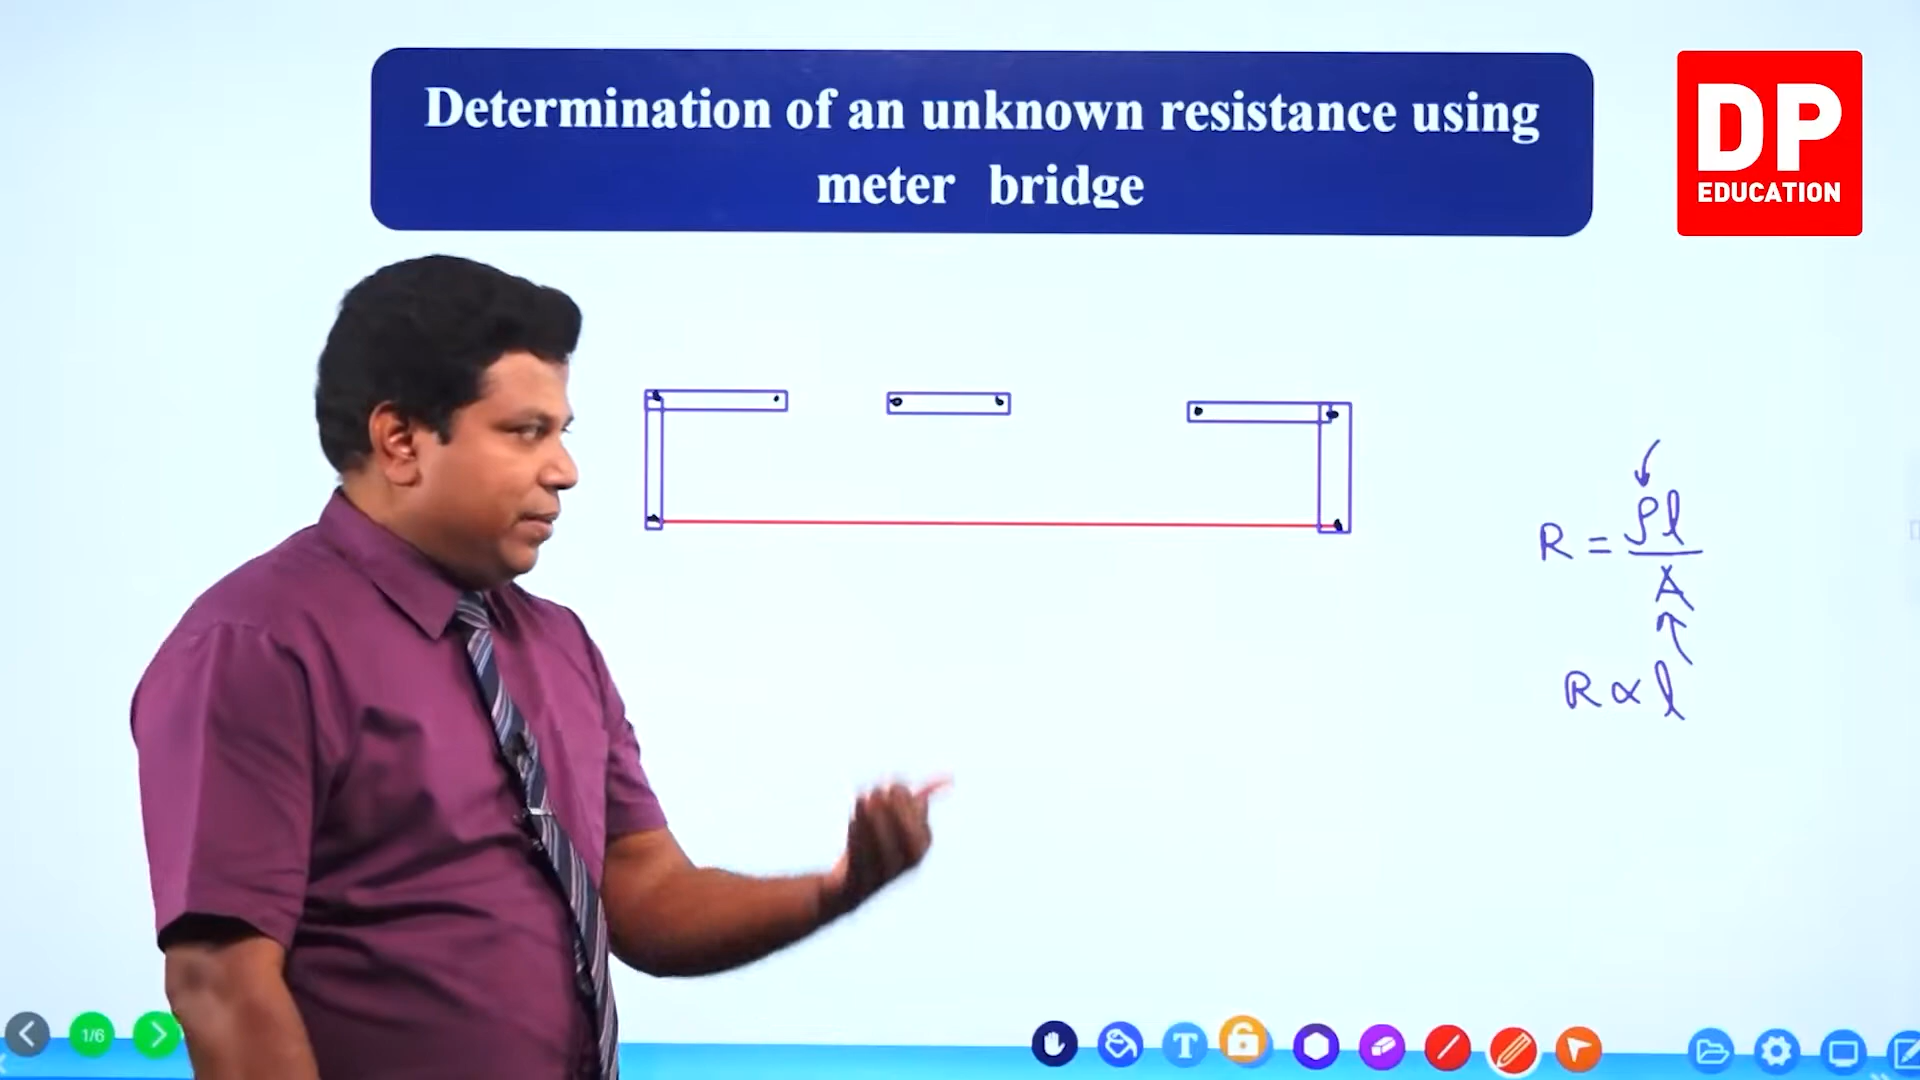 Determination of an unknown resistance using
meter bridge
DP
EDUCATION
R = ρl
A
R ∝ l
1/6
T